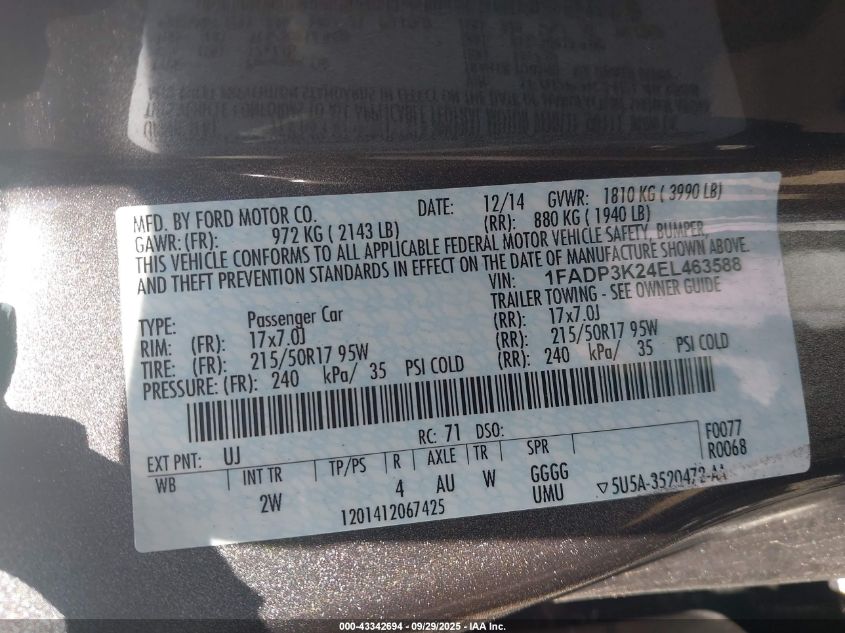 MFD. BY FORD MOTOR CO. DATE: 12/14 GVWR: 1810 KG ( 3990 LB)
GAWR: (FR): 972 KG ( 2143 LB) (RR): 880 KG ( 1940 LB)
THIS VEHICLE CONFORMS TO ALL APPLICABLE FEDERAL MOTOR VEHICLE SAFETY, BUMPER,
AND THEFT PREVENTION STANDARDS IN EFFECT ON THE DATE OF MANUFACTURE SHOWN ABOVE.
VIN: 1FADP3K24EL463588
TYPE: Passenger Car TRAILER TOWING - SEE OWNER GUIDE
RIM: (FR): 17x7.0J (RR): 17x7.0J
TIRE: (FR): 215/50R17 95W (RR): 215/50R17 95W
PRESSURE: (FR): 240 kPa/ 35 PSI COLD (RR): 240 kPa/ 35 PSI COLD
RC: 71 DSO: F0077
EXT PNT: UJ R0068
WB INT TR TP/PS R AXLE TR SPR
2W 4 AU W GGGG
UMU
1201412067425 ▽5U5A-3520472-AA
000-43342694 - 09/29/2025 - IAA Inc.